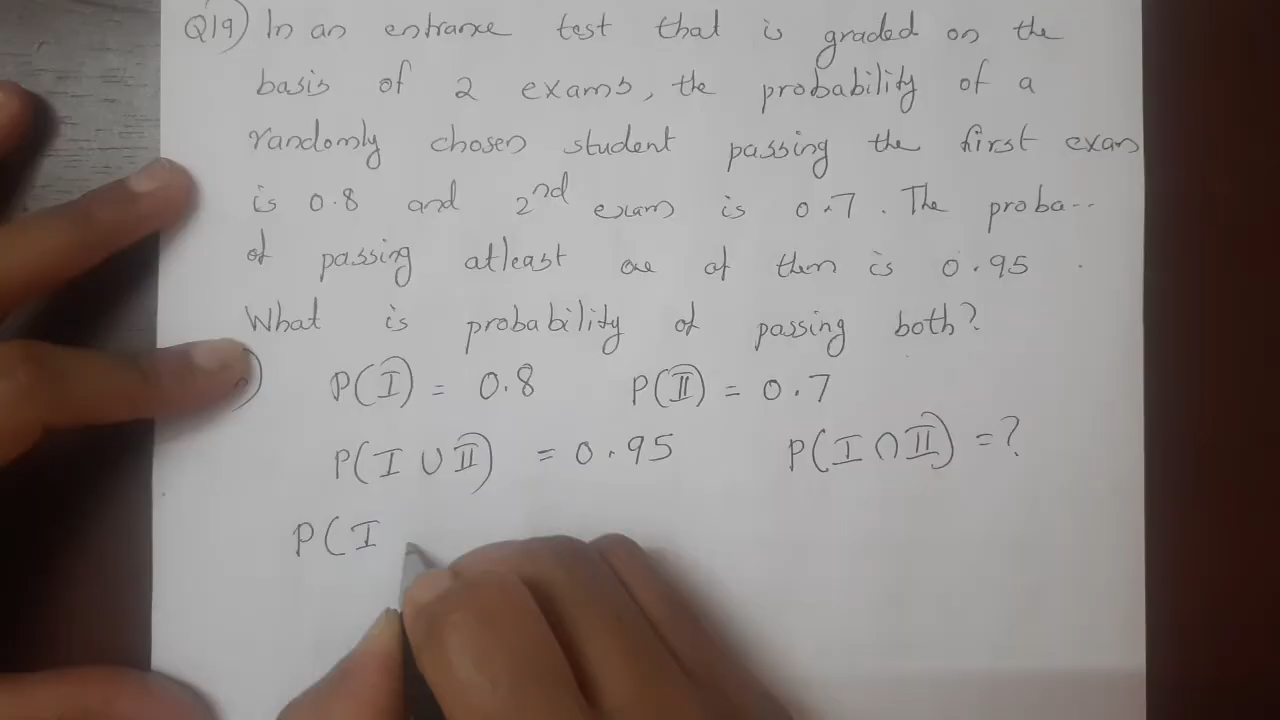 Q19) In an entrance test that is graded on the
basis of 2 exams, the probability of a
randomly chosen student passing the first exam
is 0.8 and 2nd exam is 0.7. The proba--
of passing atleast one of them is 0.95.
What is probability of passing both?
P(I) = 0.8 P(II) = 0.7
P(I ∪ II) = 0.95 P(I ∩ II) = ?
P(I